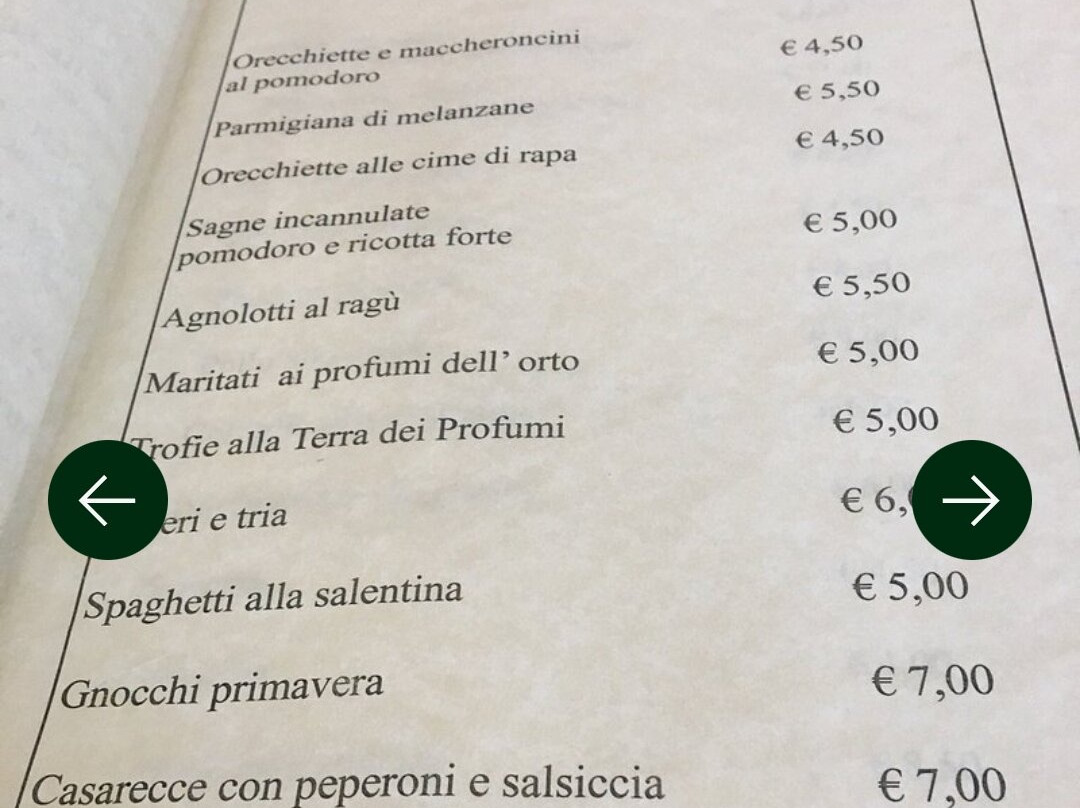 Orecchiette e maccheroncini € 4,50
al pomodoro
Parmigiana di melanzane € 5,50
Orecchiette alle cime di rapa € 4,50
Sagne incannulate
pomodoro e ricotta forte € 5,00
Agnolotti al ragù € 5,50
Maritati ai profumi dell' orto € 5,00
Trofie alla Terra dei Profumi € 5,00
e tria €
Spaghetti alla salentina € 5,00
Gnocchi primavera € 7,00
Casarecce con peperoni e salsiccia € 7,00